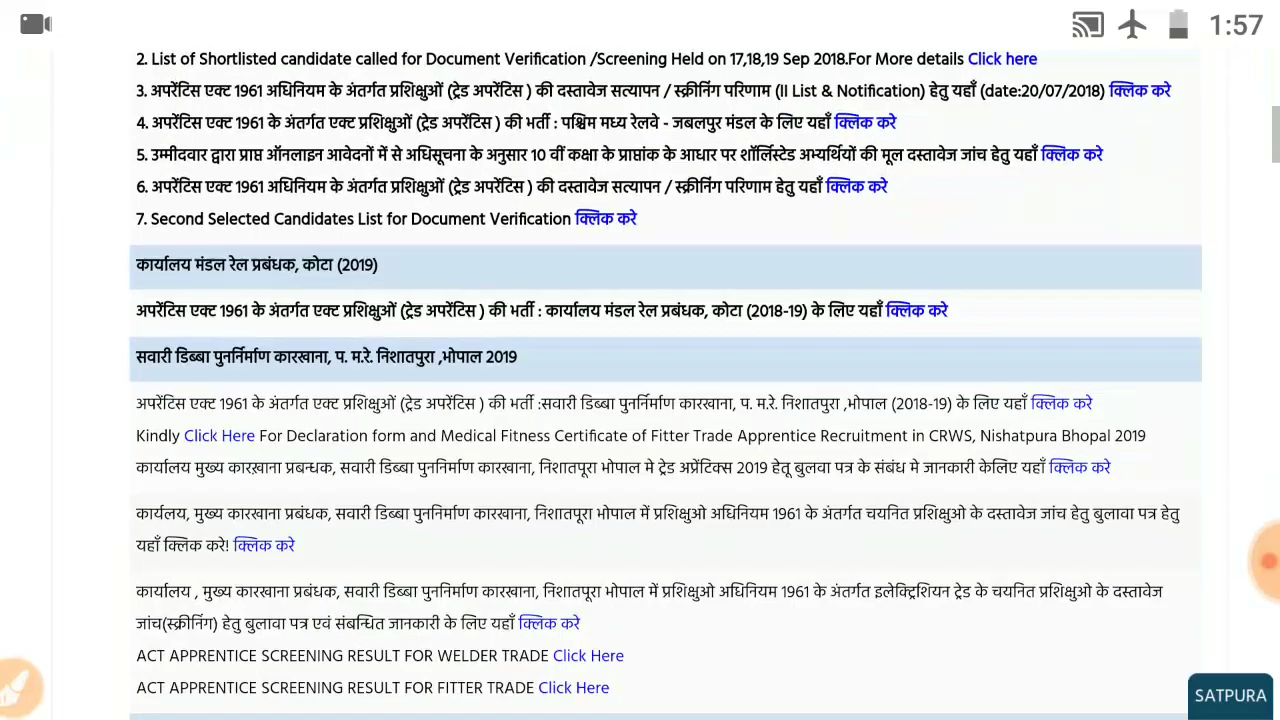 1:57
2. List of Shortlisted candidate called for Document Verification /Screening Held on 17,18,19 Sep 2018.For More details Click here
3. अपरेंटिस एक्ट 1961 अधिनियम के अंतर्गत प्रशिक्षुओं (ट्रेड अपरेंटिस ) की दस्तावेज सत्यापन / स्क्रीनिंग परिणाम (II List & Notification) हेतु यहाँ (date:20/07/2018) क्लिक करे
4. अपरेंटिस एक्ट 1961 के अंतर्गत एक्ट प्रशिक्षुओं (ट्रेड अपरेंटिस ) की भर्ती : पश्चिम मध्य रेलवे - जबलपुर मंडल के लिए यहाँ क्लिक करे
5. उम्मीदवार द्वारा प्राप्त ऑनलाइन आवेदनों में से अधिसूचना के अनुसार 10 वीं कक्षा के प्राप्तांक के आधार पर शॉर्लिस्टेड अभ्यर्थियों की मूल दस्तावेज जांच हेतु यहाँ क्लिक करे
6. अपरेंटिस एक्ट 1961 अधिनियम के अंतर्गत प्रशिक्षुओं (ट्रेड अपरेंटिस ) की दस्तावेज सत्यापन / स्क्रीनिंग परिणाम हेतु यहाँ क्लिक करे
7. Second Selected Candidates List for Document Verification क्लिक करे
कार्यालय मंडल रेल प्रबंधक, कोटा (2019)
अपरेंटिस एक्ट 1961 के अंतर्गत एक्ट प्रशिक्षुओं (ट्रेड अपरेंटिस ) की भर्ती : कार्यालय मंडल रेल प्रबंधक, कोटा (2018-19) के लिए यहाँ क्लिक करे
सवारी डिब्बा पुनर्निर्माण कारखाना, प. म.रे. निशातपुरा ,भोपाल 2019
अपरेंटिस एक्ट 1961 के अंतर्गत एक्ट प्रशिक्षुओं (ट्रेड अपरेंटिस ) की भर्ती :सवारी डिब्बा पुनर्निर्माण कारखाना, प. म.रे. निशातपुरा ,भोपाल (2018-19) के लिए यहाँ क्लिक करे
Kindly Click Here For Declaration form and Medical Fitness Certificate of Fitter Trade Apprentice Recruitment in CRWS, Nishatpura Bhopal 2019
कार्यालय मुख्य कारख़ाना प्रबन्धक, सवारी डिब्बा पुननिर्माण कारखाना, निशातपूरा भोपाल मे ट्रेड अप्रेंटिक्स 2019 हेतू बुलवा पत्र के संबंध मे जानकारी केलिए यहाँ क्लिक करे
कार्यलय, मुख्य कारखाना प्रबंधक, सवारी डिब्बा पुननिर्माण कारखाना, निशातपूरा भोपाल में प्रशिक्षुओ अधिनियम 1961 के अंतर्गत चयनित प्रशिक्षुओ के दस्तावेज जांच हेतु बुलावा पत्र हेतु
यहाँ क्लिक करे! क्लिक करे
कार्यालय , मुख्य कारखाना प्रबंधक, सवारी डिब्बा पुननिर्माण कारखाना, निशातपूरा भोपाल में प्रशिक्षुओ अधिनियम 1961 के अंतर्गत इलेक्ट्रिशियन ट्रेड के चयनित प्रशिक्षुओ के दस्तावेज
जांच(स्क्रीनिंग) हेतु बुलावा पत्र एवं संबन्धित जानकारी के लिए यहाँ क्लिक करे
ACT APPRENTICE SCREENING RESULT FOR WELDER TRADE Click Here
ACT APPRENTICE SCREENING RESULT FOR FITTER TRADE Click Here
SATPURA